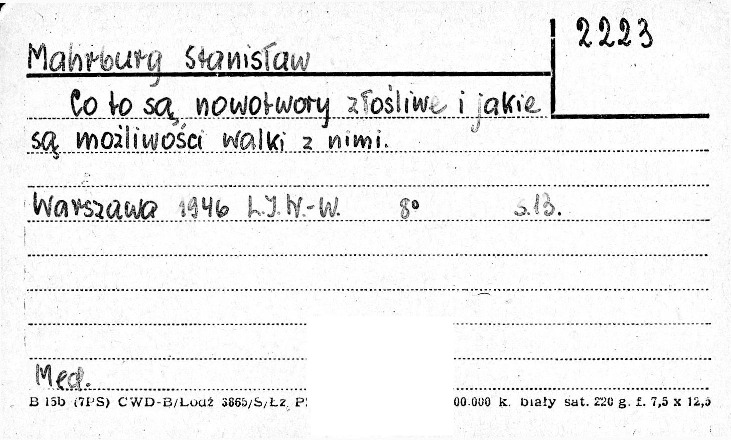 2223
Mahrburg Stanisław
Co to są nowotwory złośliwe i jakie
są możliwości walki z nimi.
Warszawa 1946 L.I.N.-W. 8° s.13.
Med.
B 15b (7PS) CWD-B/Łódź 3665/S/Łz, P 00.000 k. biały sat. 220 g. f. 7,5 x 12,5